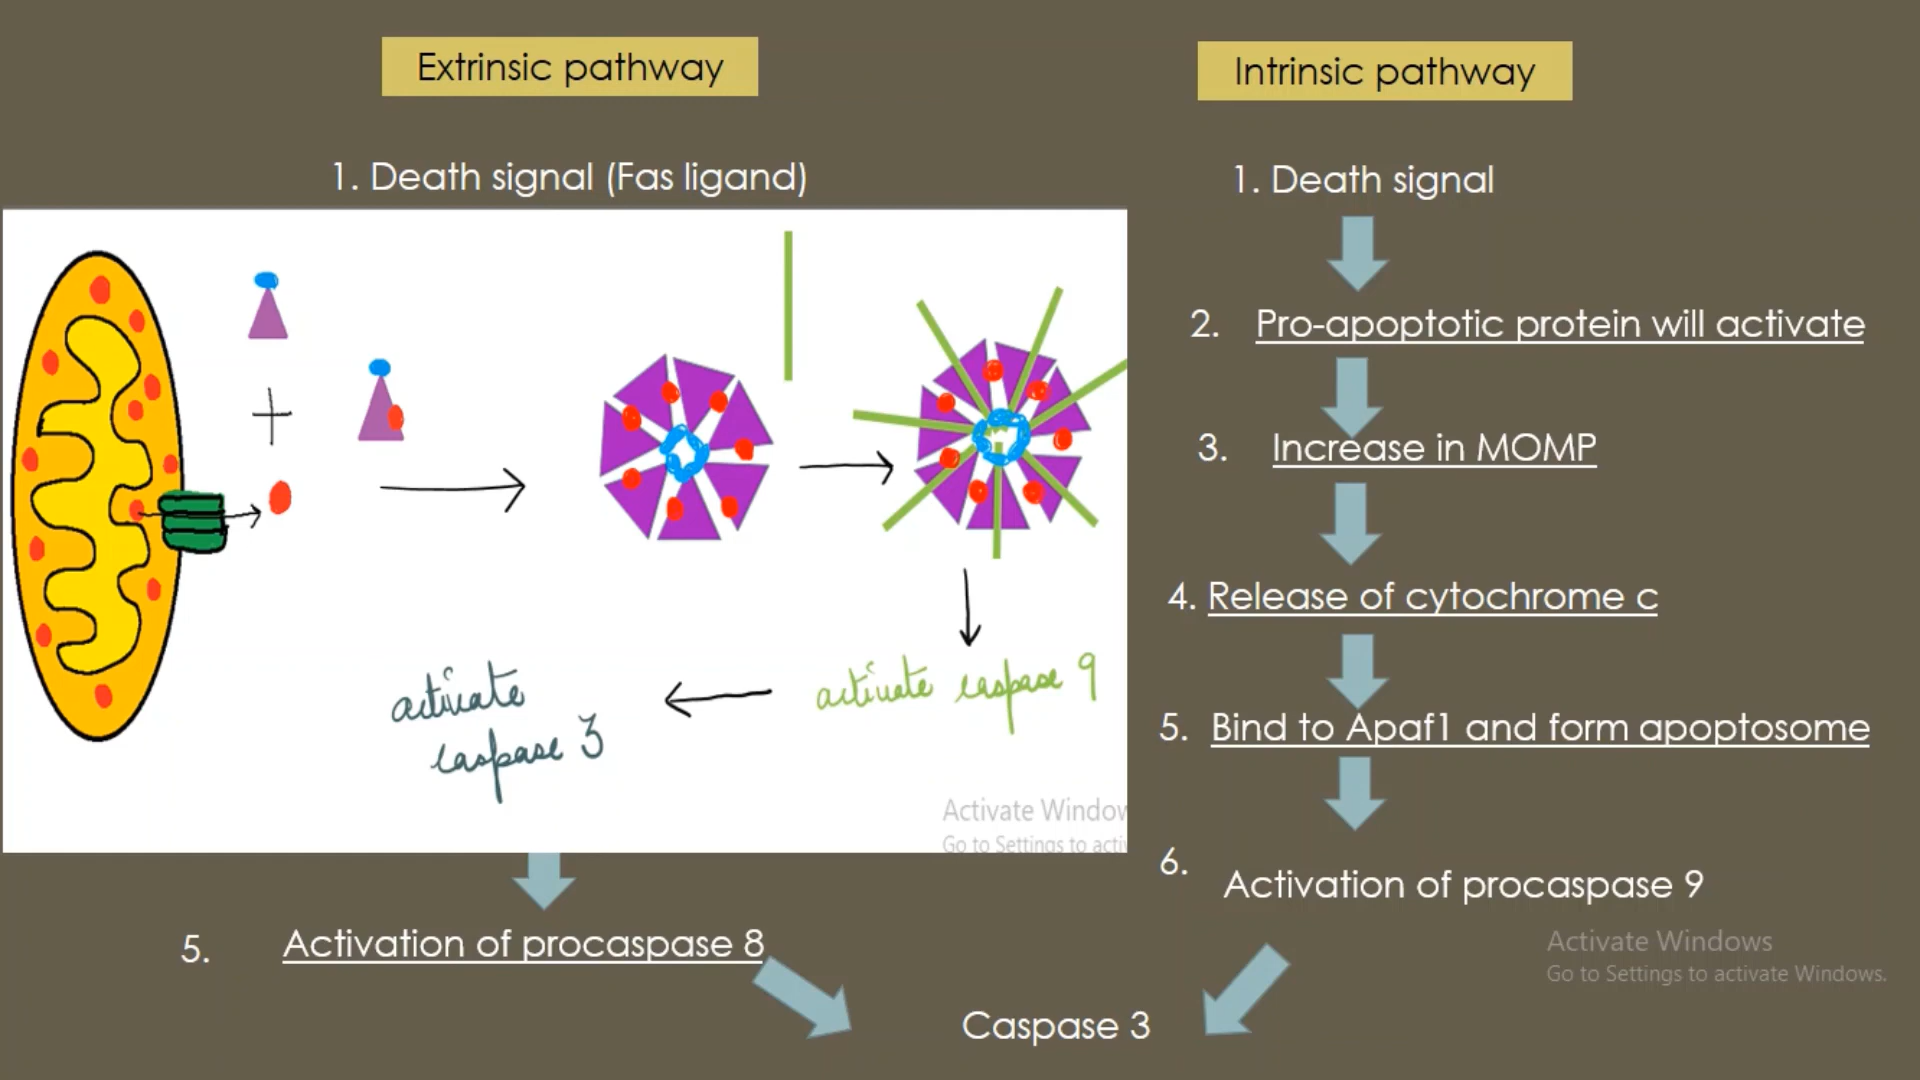 Extrinsic pathway
Intrinsic pathway
1. Death signal (Fas ligand)
1. Death signal
2. Pro-apoptotic protein will activate
3. Increase in MOMP
4. Release of cytochrome c
5. Bind to Apaf1 and form apoptosome
6. Activation of procaspase 9
+
activate caspase 9
activate
caspase 3
Activate Window
Go to Settings to acti
5. Activation of procaspase 8
Caspase 3
Activate Windows
Go to Settings to activate Windows.